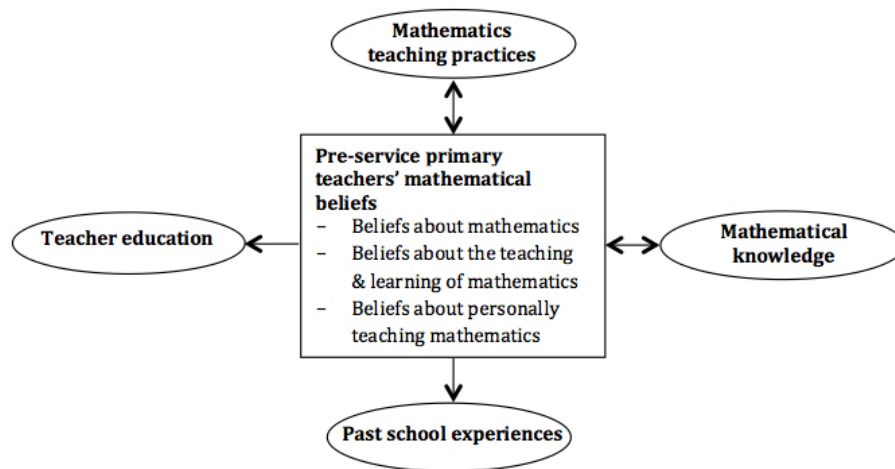 Mathematics
teaching practices
Pre-service primary
teachers’ mathematical
beliefs
– Beliefs about mathematics
– Beliefs about the teaching
& learning of mathematics
– Beliefs about personally
teaching mathematics
Teacher education
Mathematical
knowledge
Past school experiences